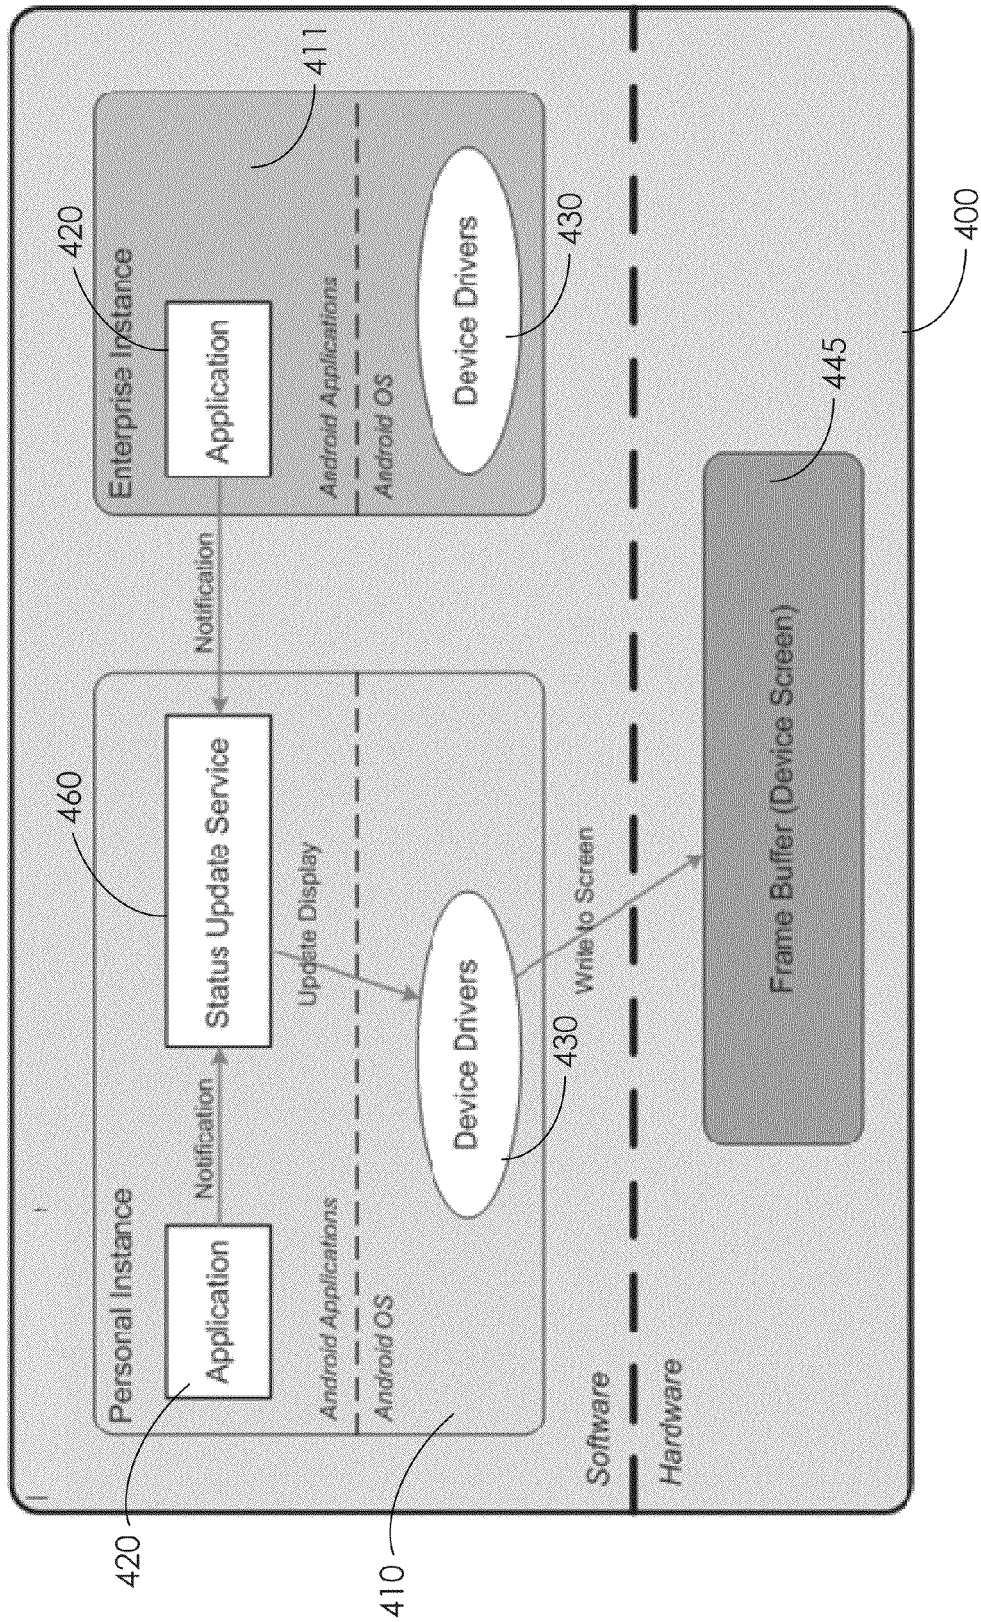 Personal Instance
Enterprise Instance
420
460
420
411
Application
Notification
Status Update Service
Notification
Application
Android Applications
Update Display
Android Applications
Android OS
Android OS
410
Device Drivers
430
Device Drivers
430
Write to Screen
Software
Hardware
Frame Buffer (Device Screen)
445
400